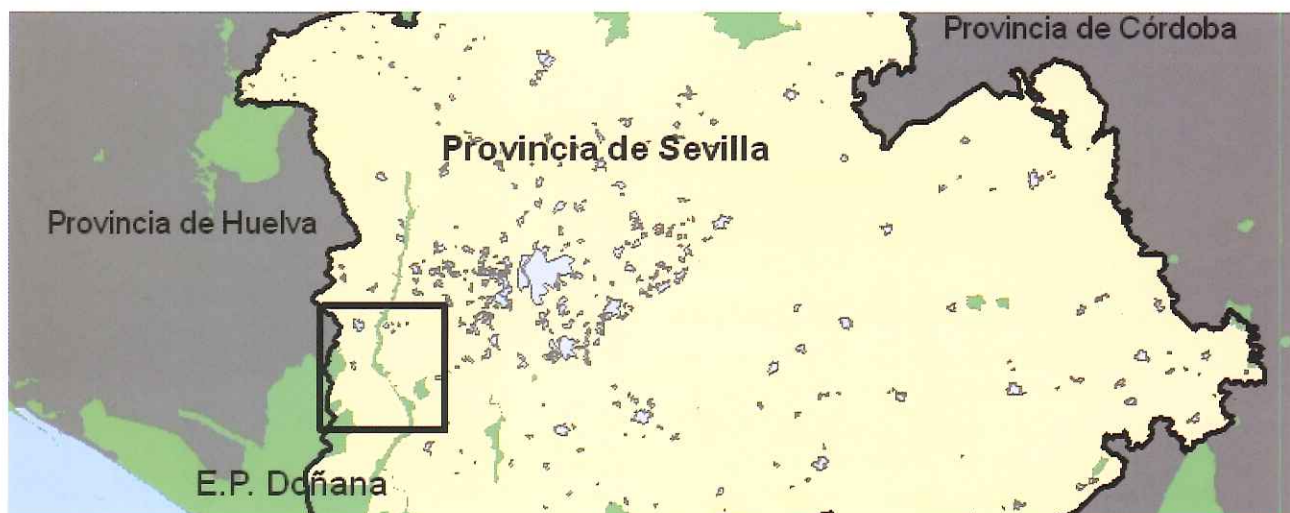 Provincia de Córdoba
Provincia de Sevilla
Provincia de Huelva
E.P. Doñana